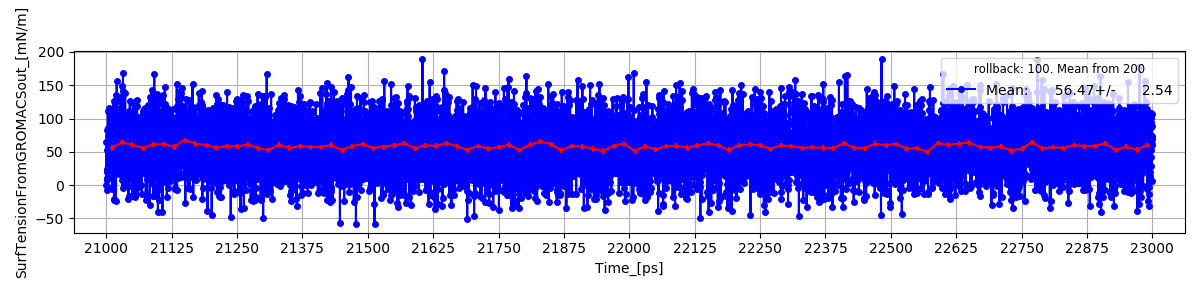 SurfTensionFromGROMACSout_[mN/m]
200
150
100
50
0
−50
rollback: 100. Mean from 200
Mean: 56.47+/- 2.54
21000 21125 21250 21375 21500 21625 21750 21875 22000 22125 22250 22375 22500 22625 22750 22875 23000
Time_[ps]